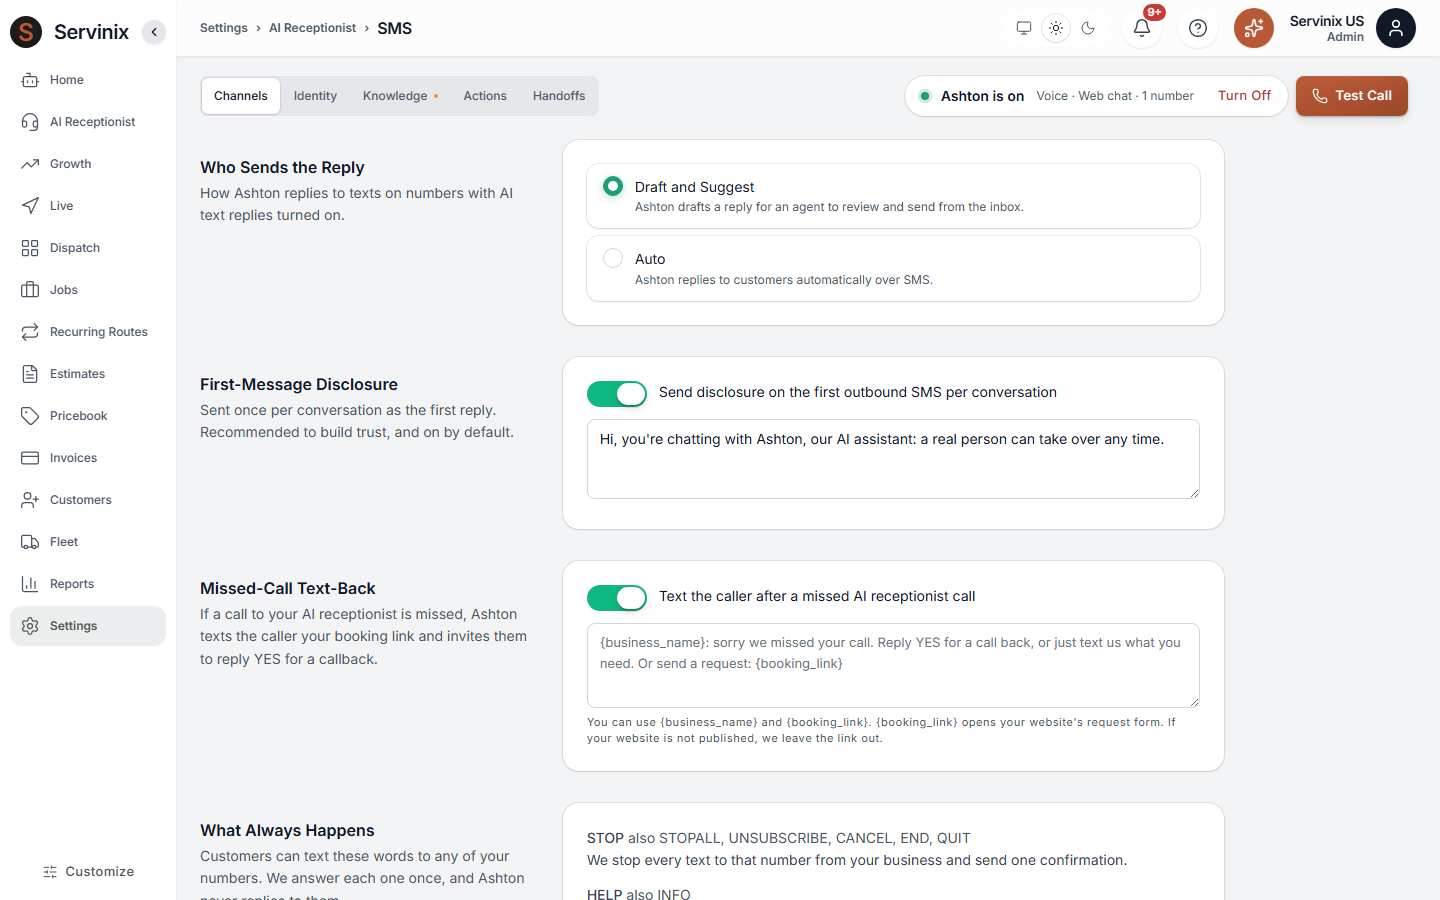 Servinix
Home
AI Receptionist
Growth
Live
Dispatch
Jobs
Recurring Routes
Estimates
Pricebook
Invoices
Customers
Fleet
Reports
Settings
Customize
Settings › AI Receptionist › SMS
9+
Servinix US
Admin
Channels
Identity
Knowledge
Actions
Handoffs
Ashton is on
Voice · Web chat · 1 number
Turn Off
Test Call
Who Sends the Reply
How Ashton replies to texts on numbers with AI
text replies turned on.
Draft and Suggest
Ashton drafts a reply for an agent to review and send from the inbox.
Auto
Ashton replies to customers automatically over SMS.
First-Message Disclosure
Sent once per conversation as the first reply.
Recommended to build trust, and on by default.
Send disclosure on the first outbound SMS per conversation
Hi, you're chatting with Ashton, our AI assistant: a real person can take over any time.
Missed-Call Text-Back
If a call to your AI receptionist is missed, Ashton
texts the caller your booking link and invites them
to reply YES for a callback.
Text the caller after a missed AI receptionist call
{business_name}: sorry we missed your call. Reply YES for a call back, or just text us what you
need. Or send a request: {booking_link}
You can use {business_name} and {booking_link}. {booking_link} opens your website's request form. If
your website is not published, we leave the link out.
What Always Happens
Customers can text these words to any of your
numbers. We answer each one once, and Ashton
never replies to them.
STOP also STOPALL, UNSUBSCRIBE, CANCEL, END, QUIT
We stop every text to that number from your business and send one confirmation.
HELP also INFO